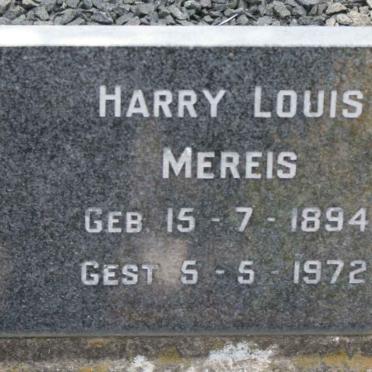 HARRY LOUIS
MEREIS
GEB. 15 - 7 - 1894
GEST 5 - 5 - 1972